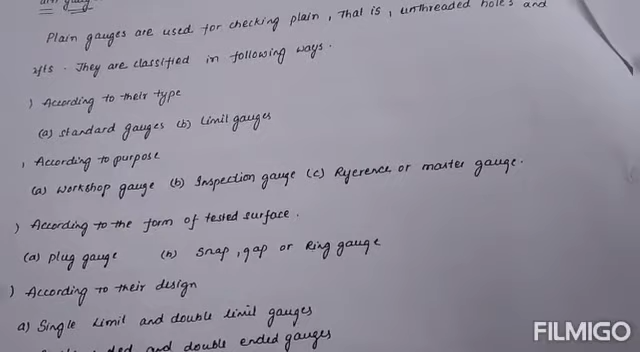 Plain gauges are used for checking plain, That is, unthreaded holes and
They are classified in following ways.
) According to their type
(a) Standard gauges (b) Limit gauges
According to purpose
(a) Workshop gauge (b) Inspection gauge (c) Reference or master gauge.
) According to the form of tested surface.
(a) Plug gauge (b) Snap, gap or Ring gauge
) According to their design
a) Single Limit and double limit gauges
and double ended gauges
FILMIGO